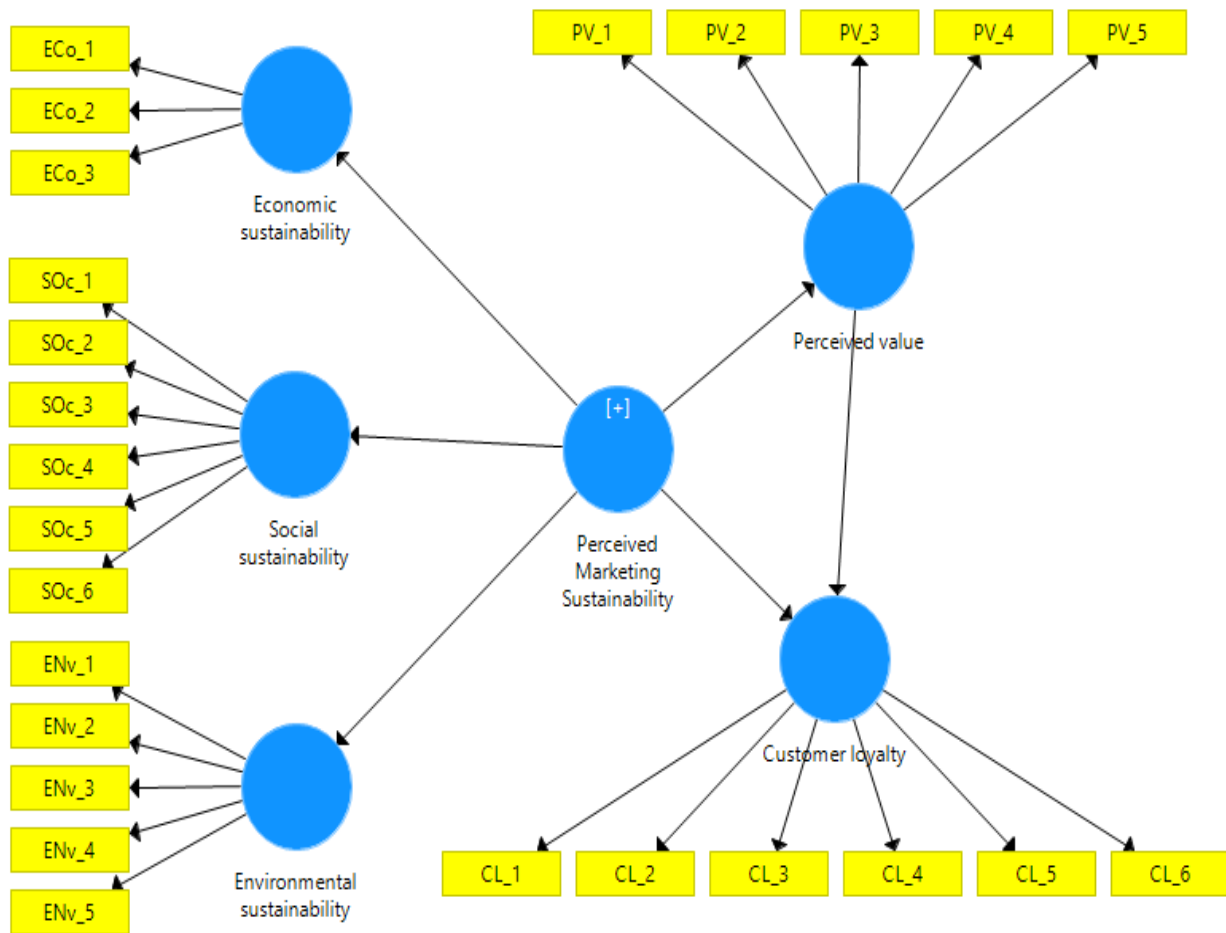 PV_1
PV_2
PV_3
PV_4
PV_5
ECo_1
ECo_2
ECo_3
Economic
sustainability
SOc_1
SOc_2
SOc_3
SOc_4
SOc_5
SOc_6
Social
sustainability
[+]
Perceived
Marketing
Sustainability
Perceived value
ENv_1
ENv_2
ENv_3
ENv_4
ENv_5
Environmental
sustainability
Customer loyalty
CL_1
CL_2
CL_3
CL_4
CL_5
CL_6